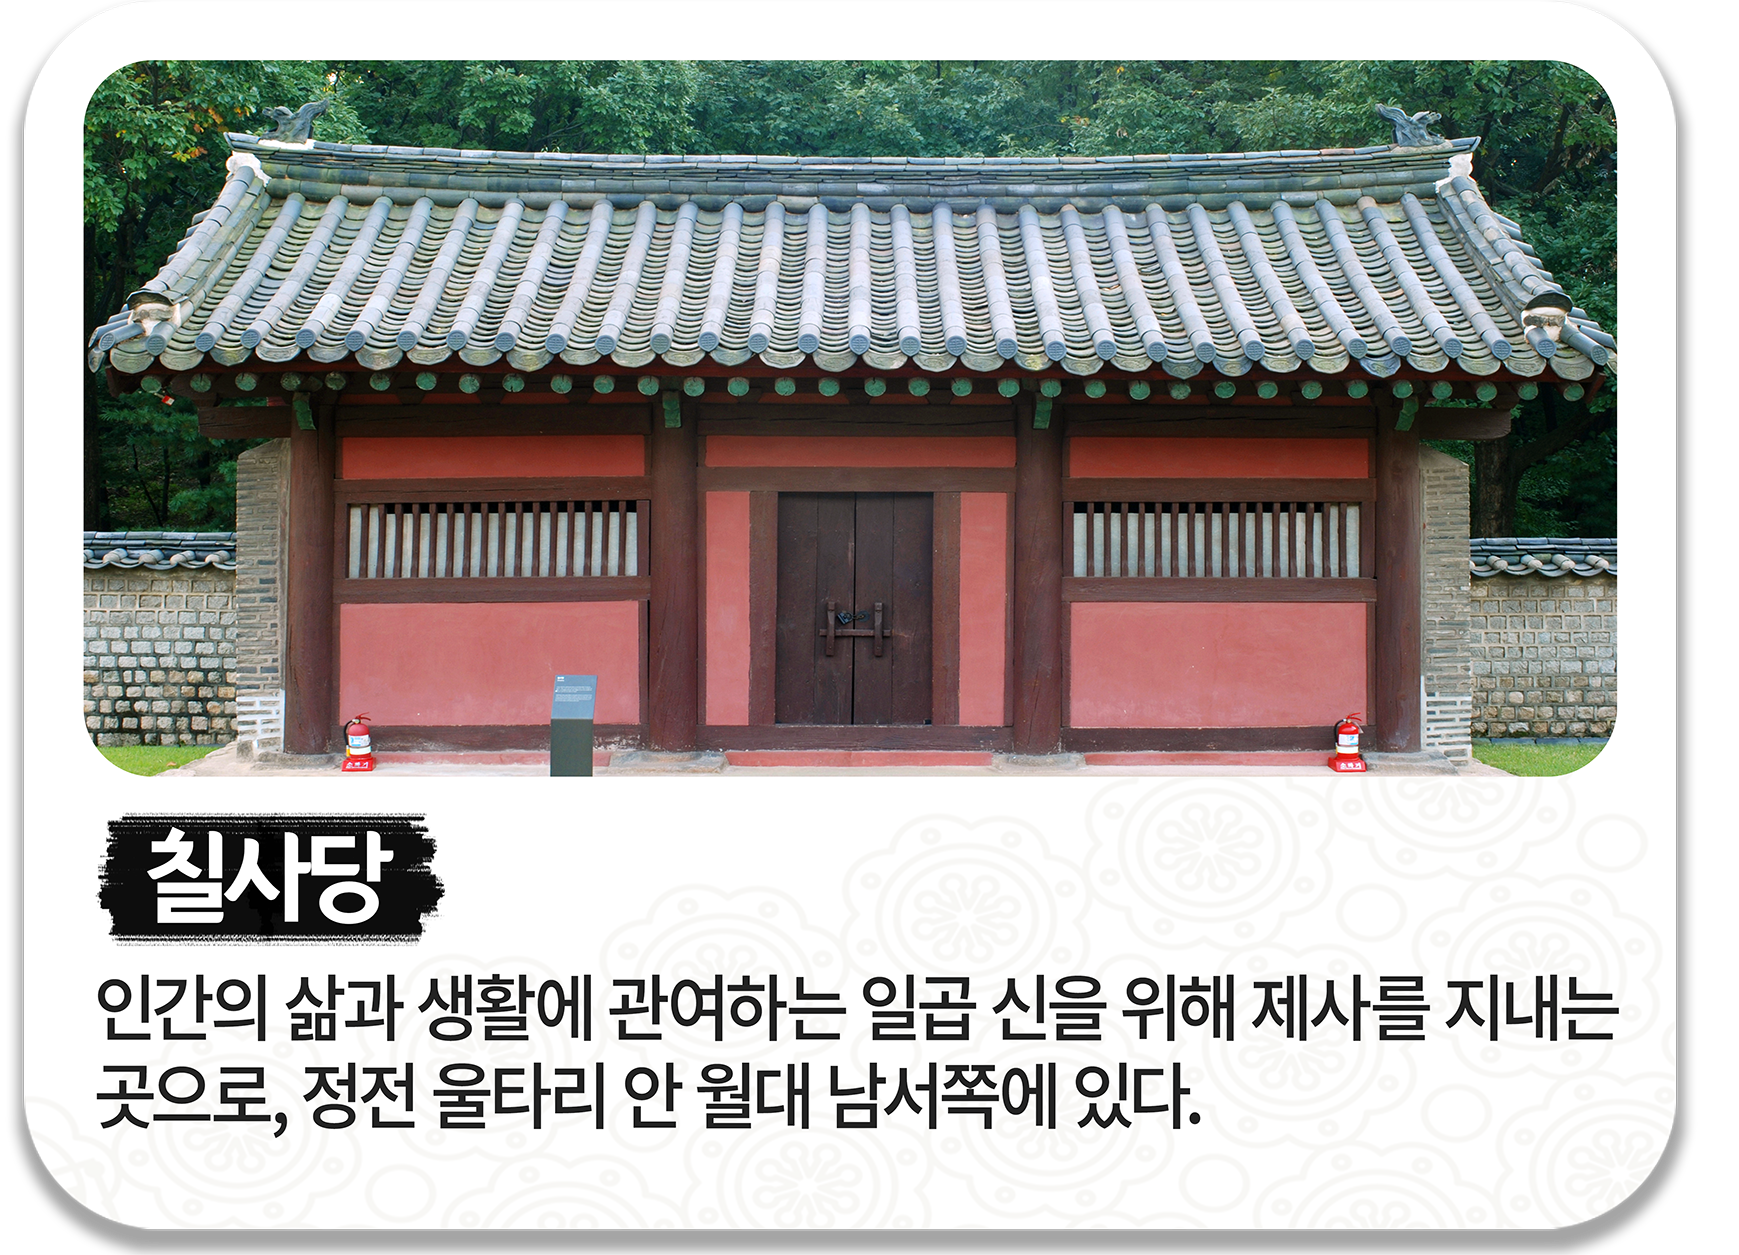 칠사당
인간의 삶과 생활에 관여하는 일곱 신을 위해 제사를 지내는
곳으로, 정전 울타리 안 월대 남서쪽에 있다.